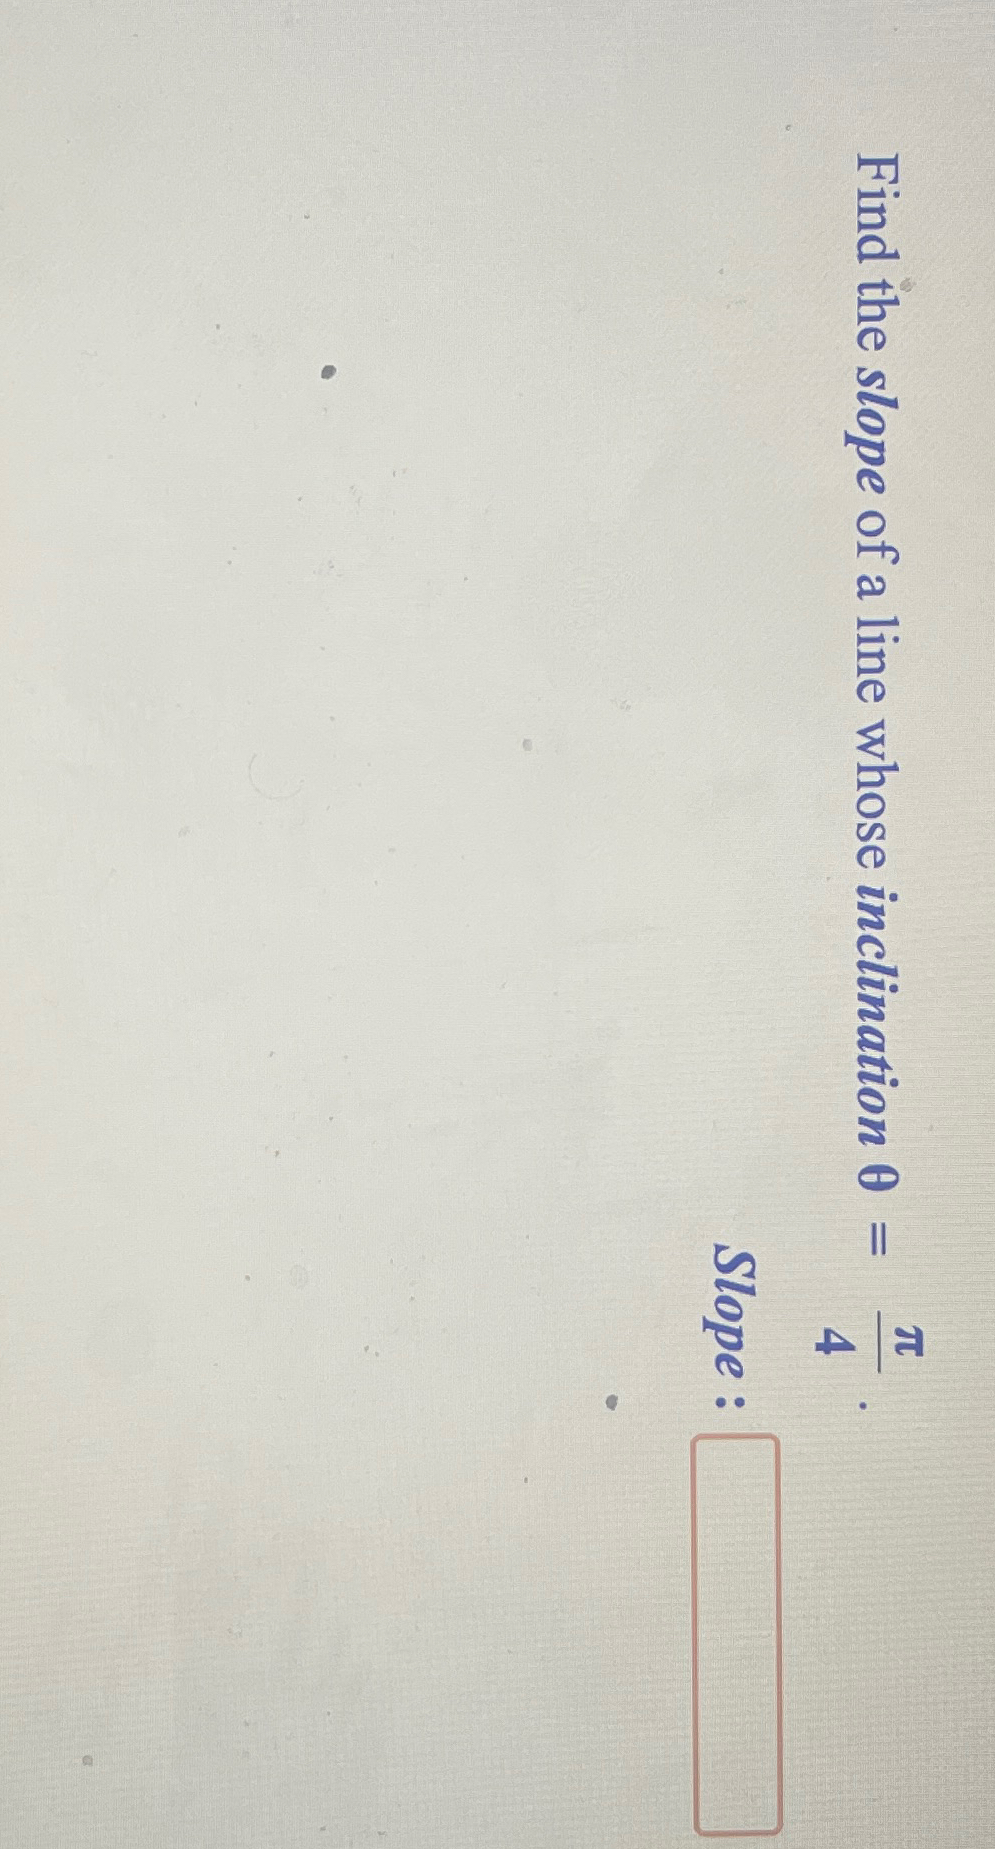 Find the slope of a line whose inclination θ = π/4 .
Slope :